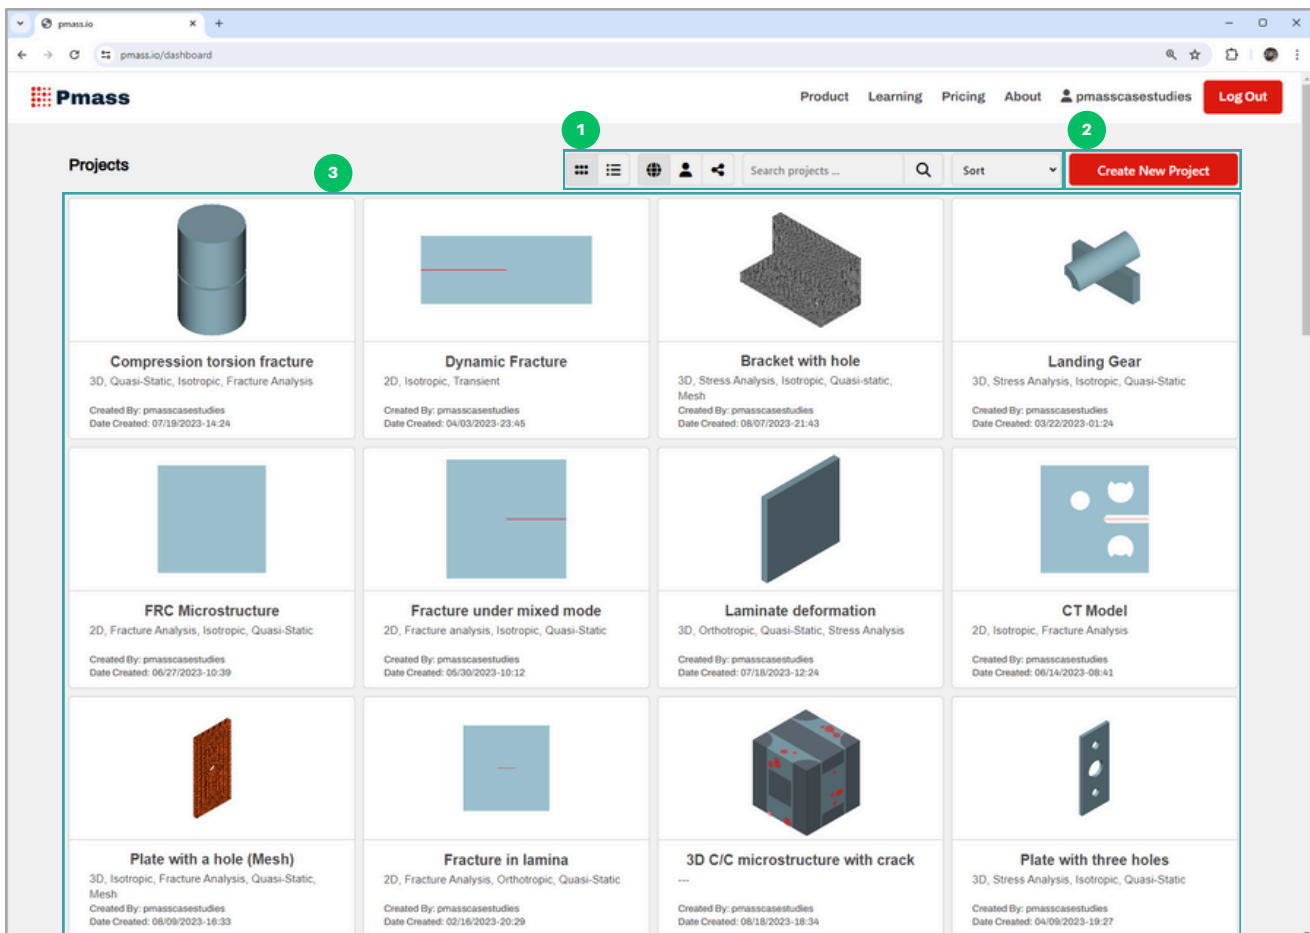 pmass.io
pmass.io/dashboard
Pmass
Product Learning Pricing About pmasscasestudies Log Out
1
2
Projects
3
Search projects ...
Sort
Create New Project
Compression torsion fracture
3D, Quasi-Static, Isotropic, Fracture Analysis
Created By: pmasscasestudies
Date Created: 07/19/2023-14:24
Dynamic Fracture
2D, Isotropic, Transient
Created By: pmasscasestudies
Date Created: 04/03/2023-23:45
Bracket with hole
3D, Stress Analysis, Isotropic, Quasi-static,
Mesh
Created By: pmasscasestudies
Date Created: 08/07/2023-21:43
Landing Gear
3D, Stress Analysis, Isotropic, Quasi-Static
Created By: pmasscasestudies
Date Created: 03/22/2023-01:24
FRC Microstructure
2D, Fracture Analysis, Isotropic, Quasi-Static
Created By: pmasscasestudies
Date Created: 06/27/2023-10:39
Fracture under mixed mode
2D, Fracture analysis, Isotropic, Quasi-Static
Created By: pmasscasestudies
Date Created: 05/30/2023-10:12
Laminate deformation
3D, Orthotropic, Quasi-Static, Stress Analysis
Created By: pmasscasestudies
Date Created: 07/18/2023-12:24
CT Model
2D, Isotropic, Fracture Analysis
Created By: pmasscasestudies
Date Created: 06/14/2023-08:41
Plate with a hole (Mesh)
3D, Isotropic, Fracture Analysis, Quasi-Static,
Mesh
Created By: pmasscasestudies
Date Created: 08/09/2023-16:33
Fracture in lamina
2D, Fracture Analysis, Orthotropic, Quasi-Static
Created By: pmasscasestudies
Date Created: 02/16/2023-20:29
3D C/C microstructure with crack
---
Created By: pmasscasestudies
Date Created: 08/18/2023-18:34
Plate with three holes
3D, Stress Analysis, Isotropic, Quasi-Static
Created By: pmasscasestudies
Date Created: 04/09/2023-19:27